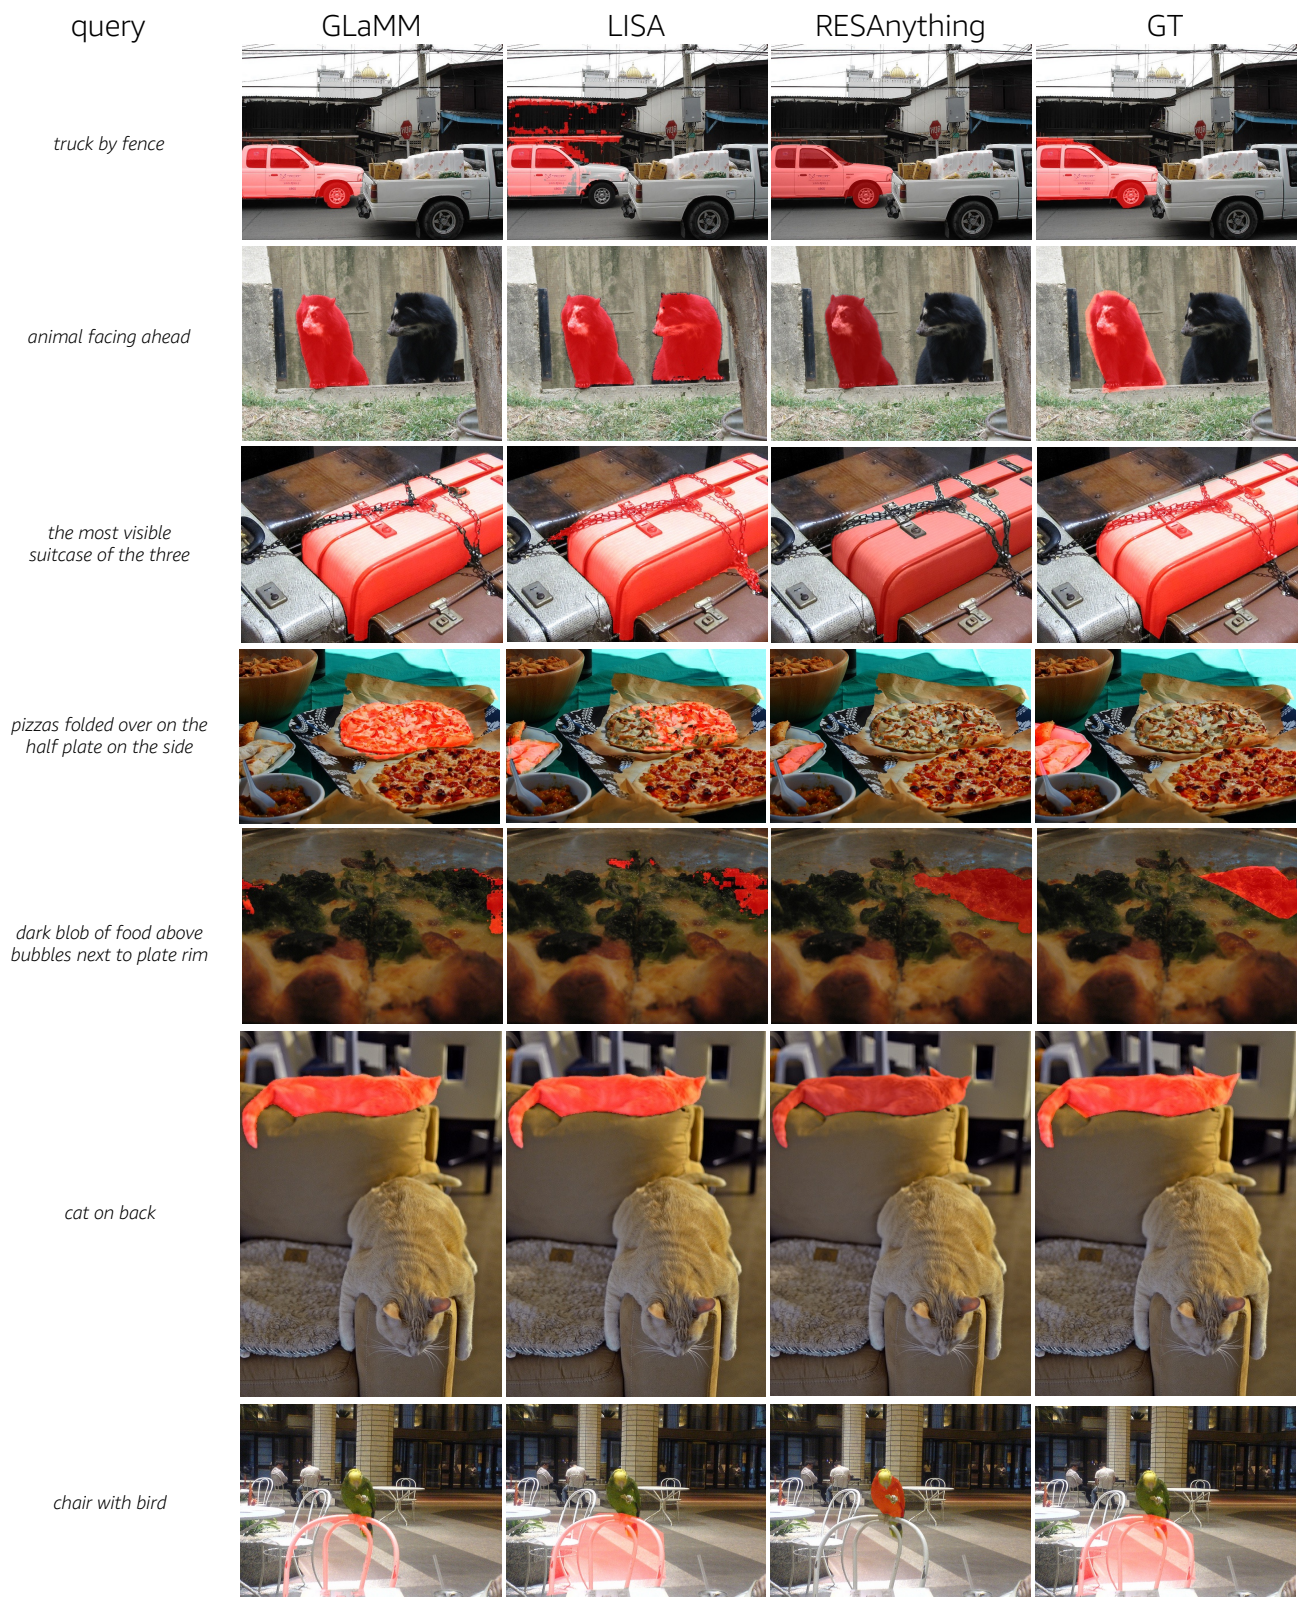 query GLaMM LISA RESAnything GT
truck by fence
animal facing ahead
the most visible
suitcase of the three
pizzas folded over on the
half plate on the side
dark blob of food above
bubbles next to plate rim
cat on back
chair with bird